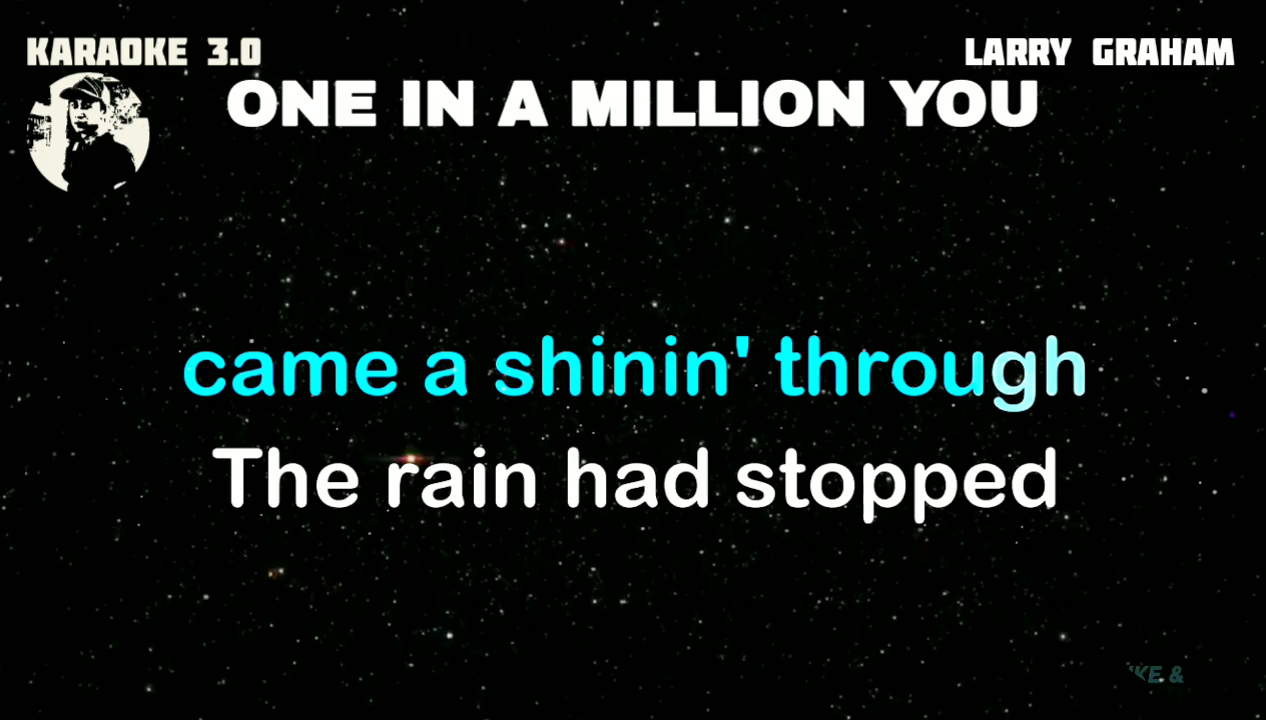 KARAOKE 3.0
LARRY GRAHAM
ONE IN A MILLION YOU
came a shinin' through
The rain had stopped